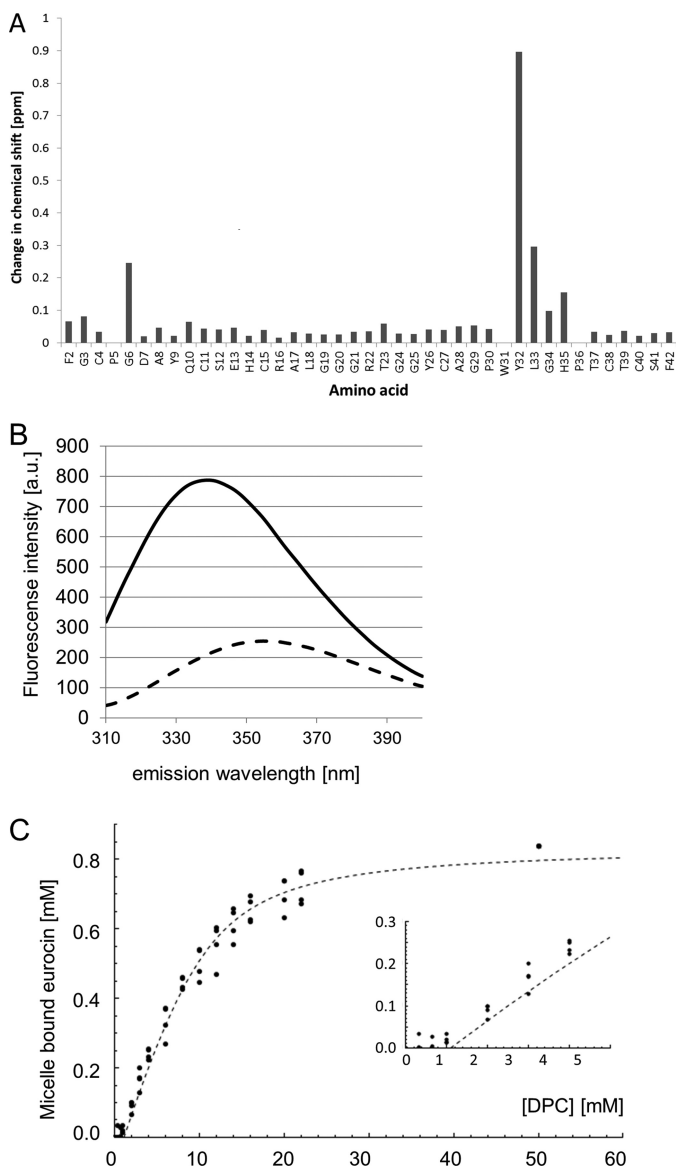 A
Change in chemical shift [ppm]
1
0.9
0.8
0.7
0.6
0.5
0.4
0.3
0.2
0.1
0
F2 G3 C4 P5 G6 D7 A8 Y9 Q10 C11 S12 E13 H14 C15 R16 A17 L18 G19 G20 G21 R22 T23 G24 G25 Y26 C27 A28 G29 P30 W31 Y32 L33 G34 H35 P36 T37 C38 T39 C40 S41 F42
Amino acid
B
Fluorescense intensity [a.u.]
900
800
700
600
500
400
300
200
100
0
310 330 350 370 390
emission wavelength [nm]
C
Micelle bound eurocin [mM]
0.8
0.6
0.4
0.2
0.0
0 10 20 30 40 50 60
0.3
0.2
0.1
0.0
0 1 2 3 4 5
[DPC] [mM]